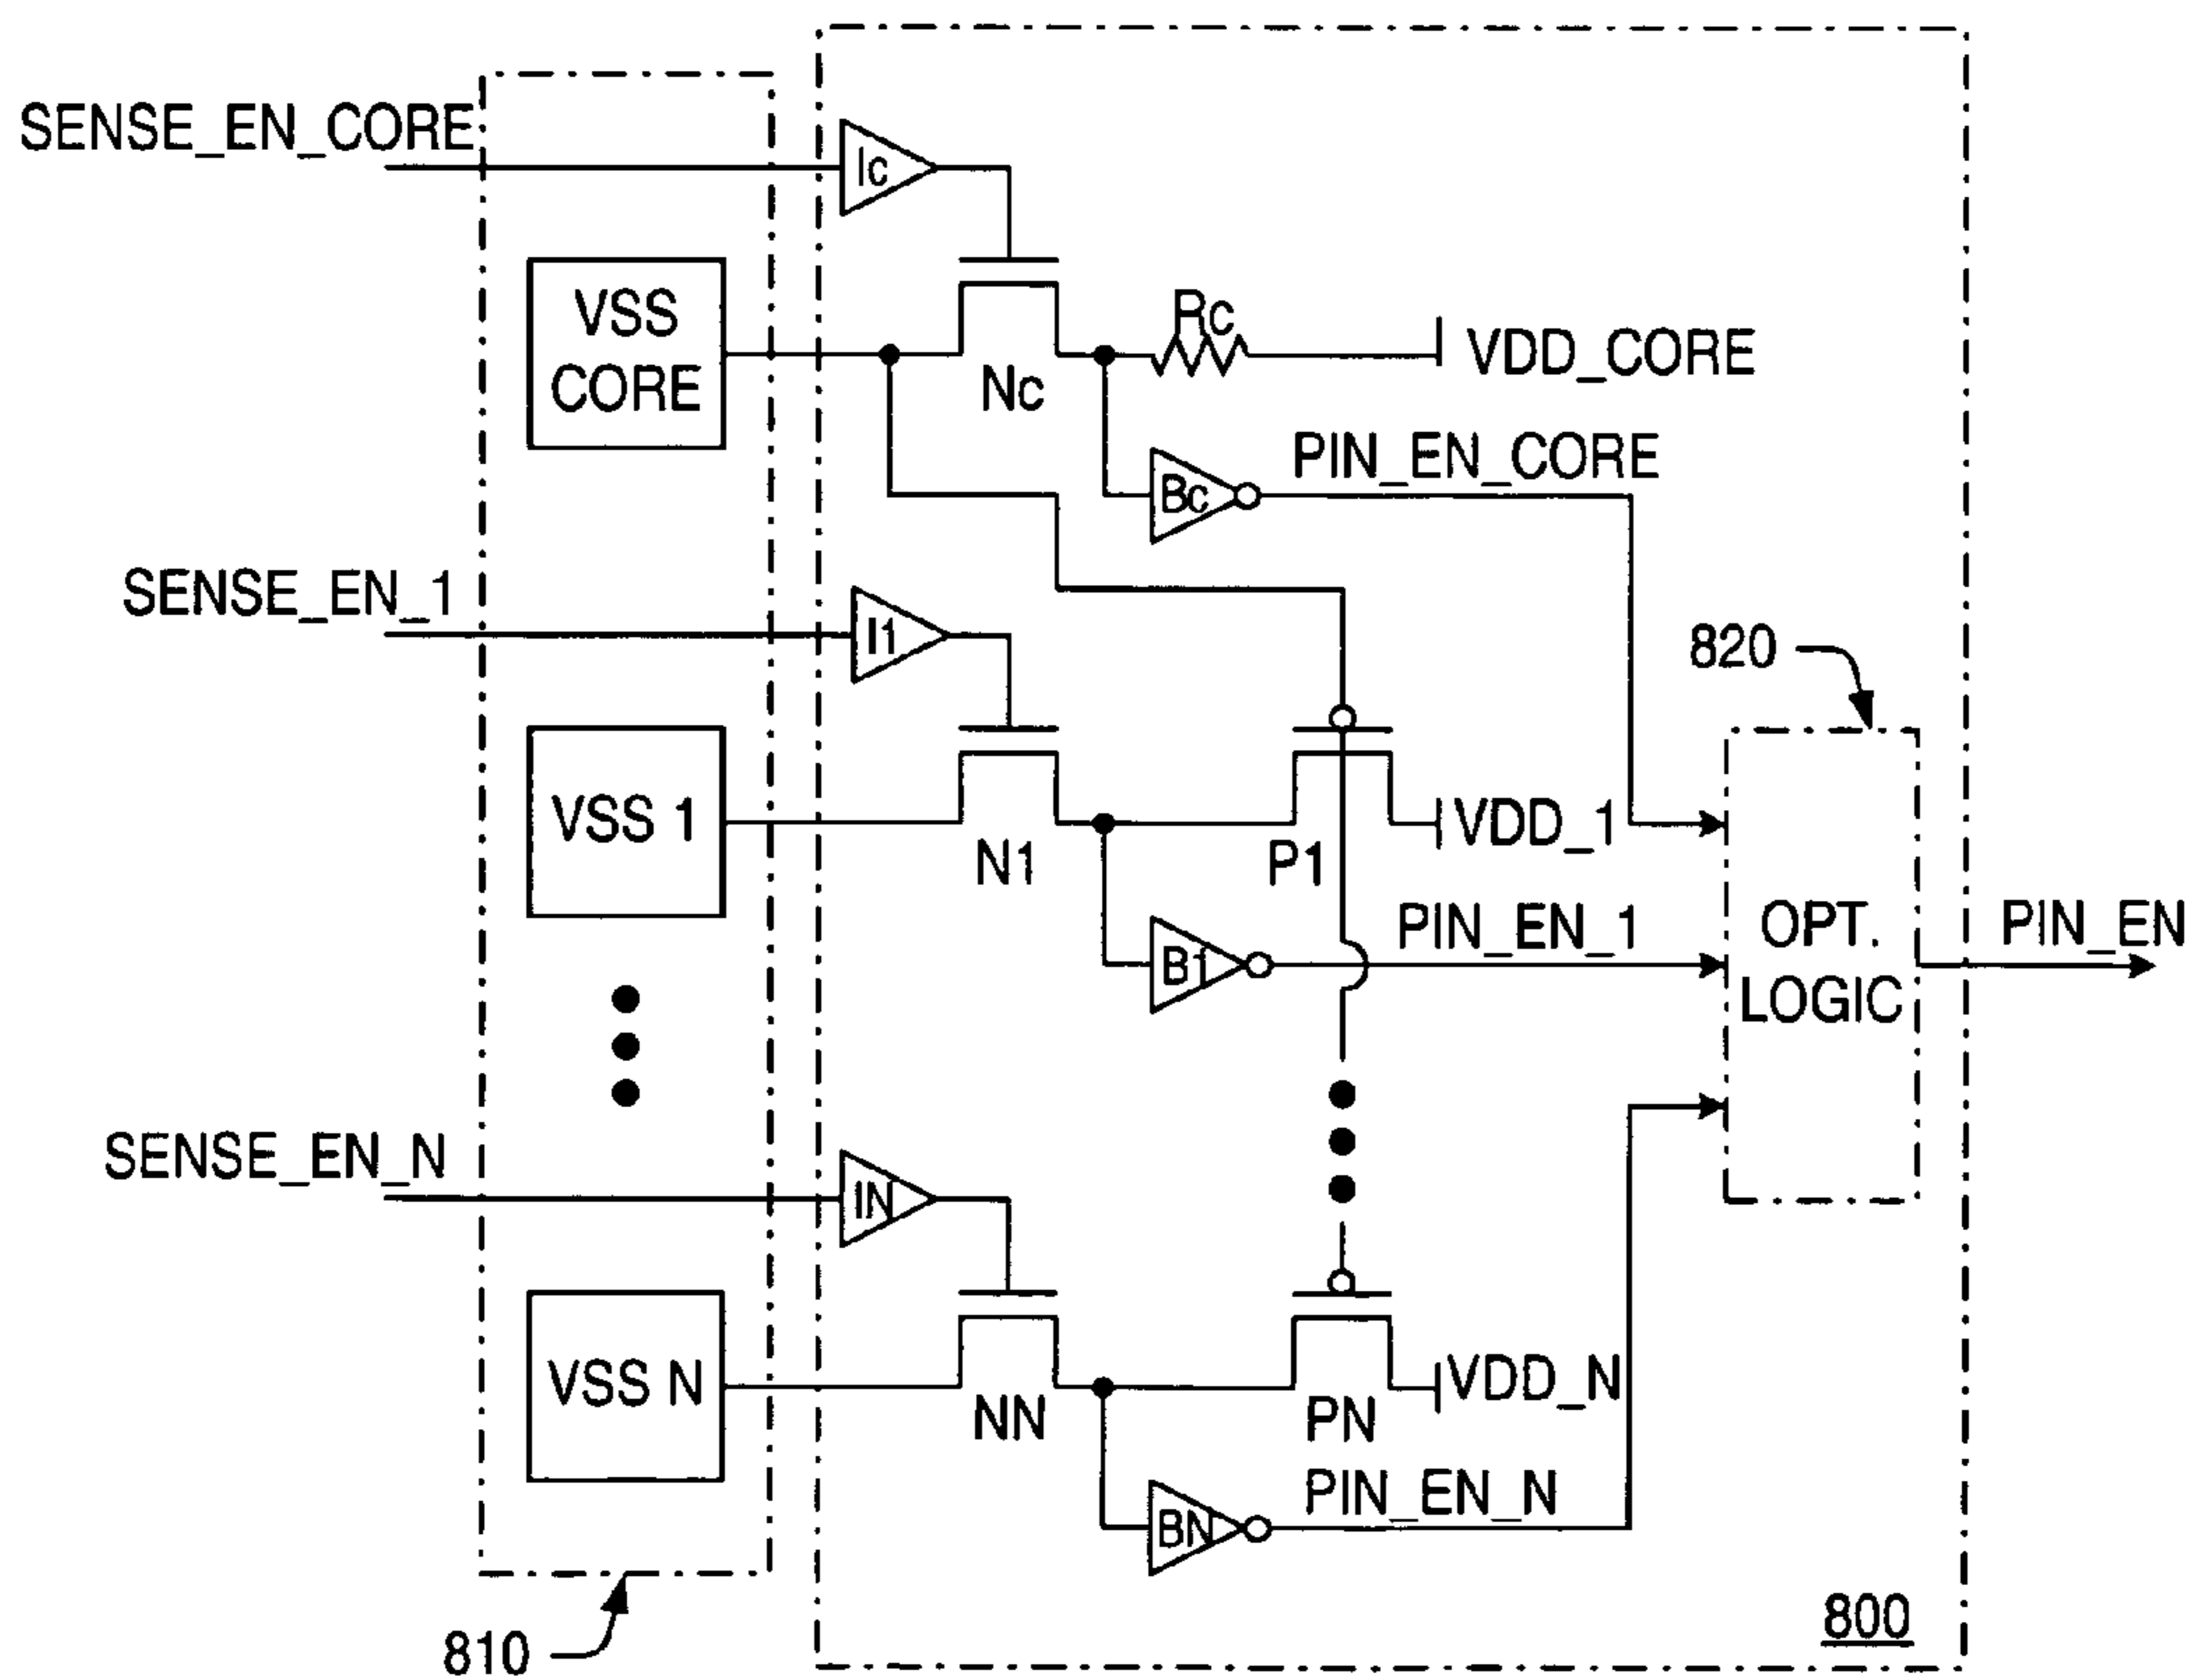 SENSE_EN_CORE
Ic
VSS
CORE
Rc
VDD_CORE
Nc
PIN_EN_CORE
Bc
SENSE_EN_1
I1
820
VSS 1
N1
P1
VDD_1
PIN_EN_1
B1
OPT.
LOGIC
PIN_EN
SENSE_EN_N
IN
VSS N
NN
PN
VDD_N
PIN_EN_N
BN
810
800